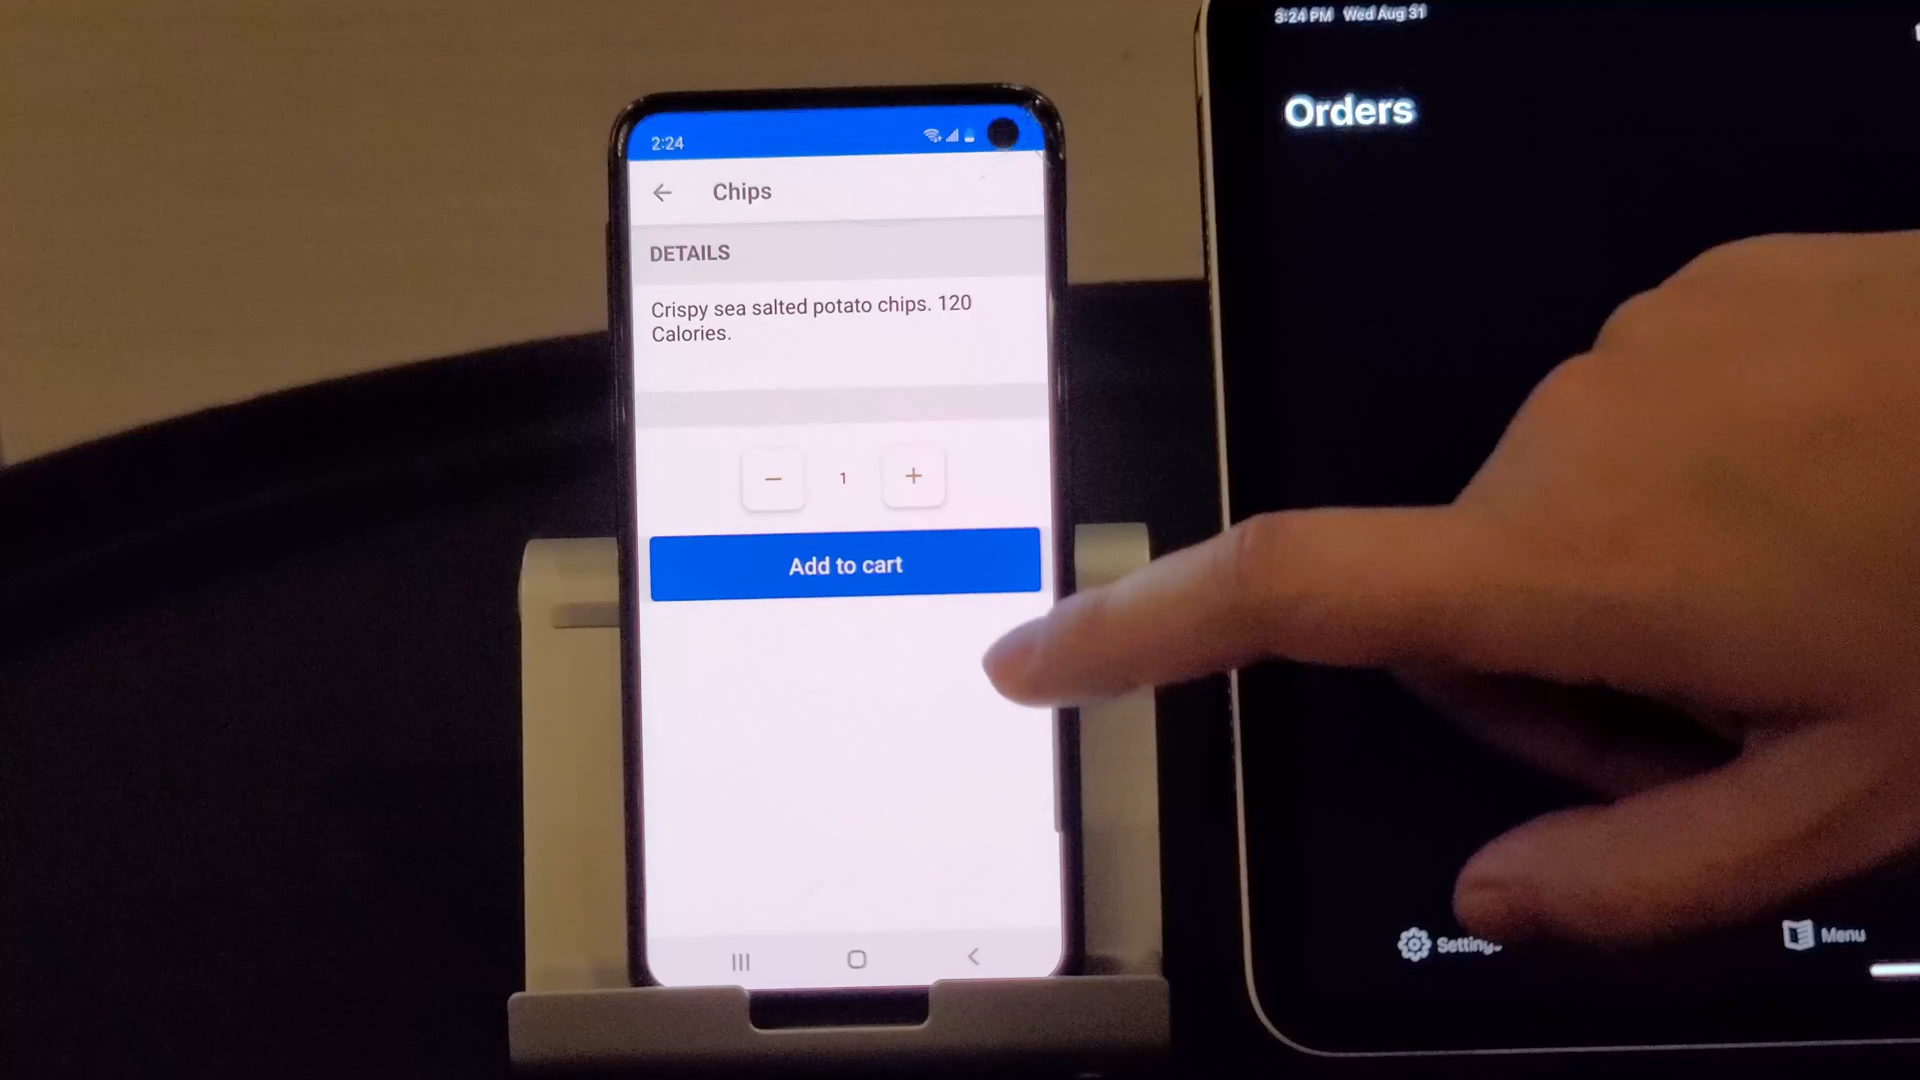 2:24
Chips
DETAILS
Crispy sea salted potato chips. 120
Calories.
1
Add to cart
3:24 PM Wed Aug 31
Orders
Settings
Menu